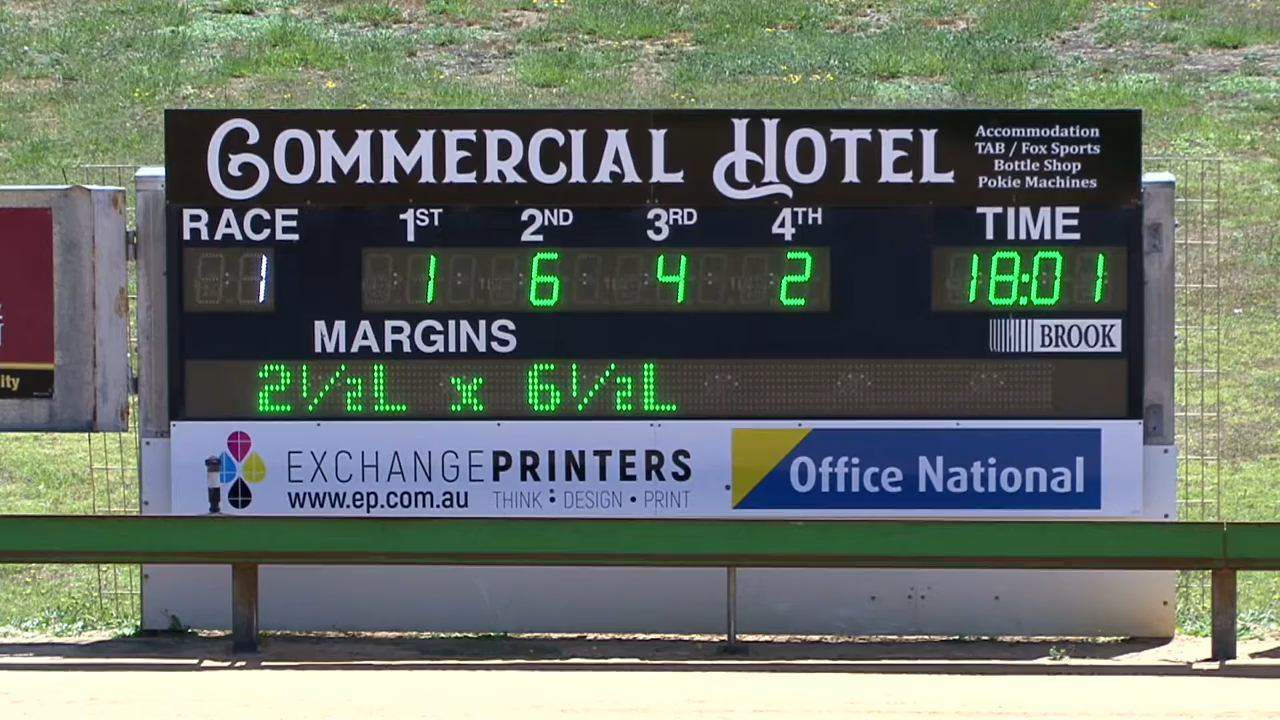 COMMERCIAL HOTEL
Accommodation
TAB / Fox Sports
Bottle Shop
Pokie Machines
RACE 1ST 2ND 3RD 4TH TIME
1 1 6 4 2 18:01
MARGINS
BROOK
2½L x 6½L
EXCHANGEPRINTERS
www.ep.com.au THINK : DESIGN • PRINT
Office National
ity